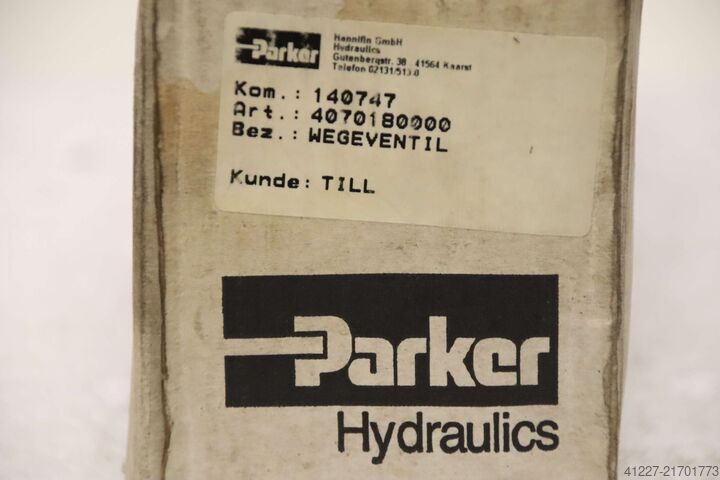 Parker
Hannifin GmbH
Hydraulics
Gutenbergstr. 38 41564 Kaarst
Telefon 02131/513-0
Kom.: 140747
Art.: 4070180000
Bez.: WEGEVENTIL
Kunde: TILL
Parker
Hydraulics
41227-21701773